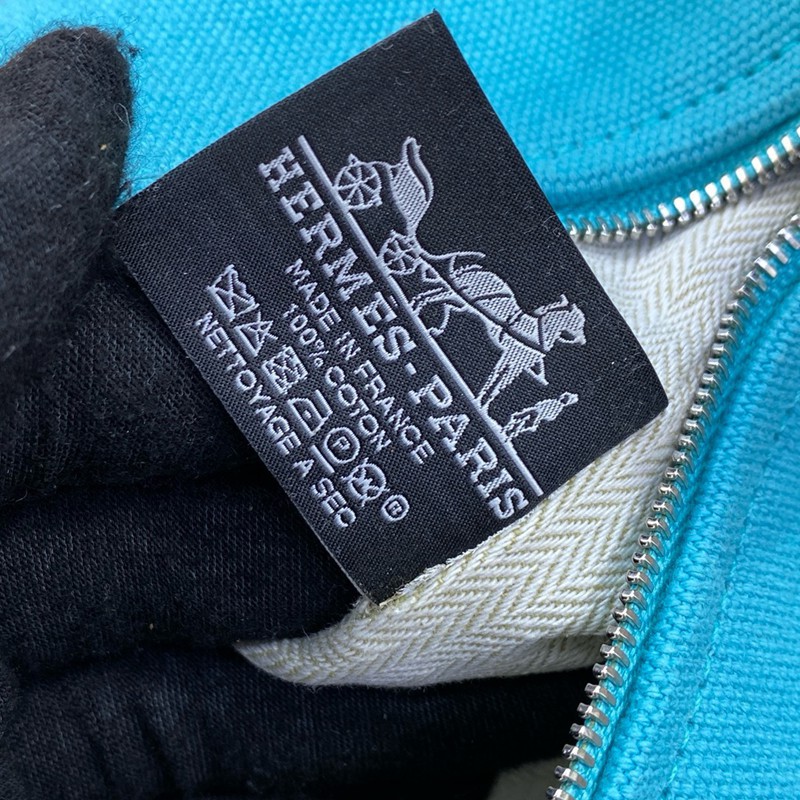 HERMES-PARIS
MADE IN FRANCE
100% COTON
P
®
NETTOYAGE A SEC